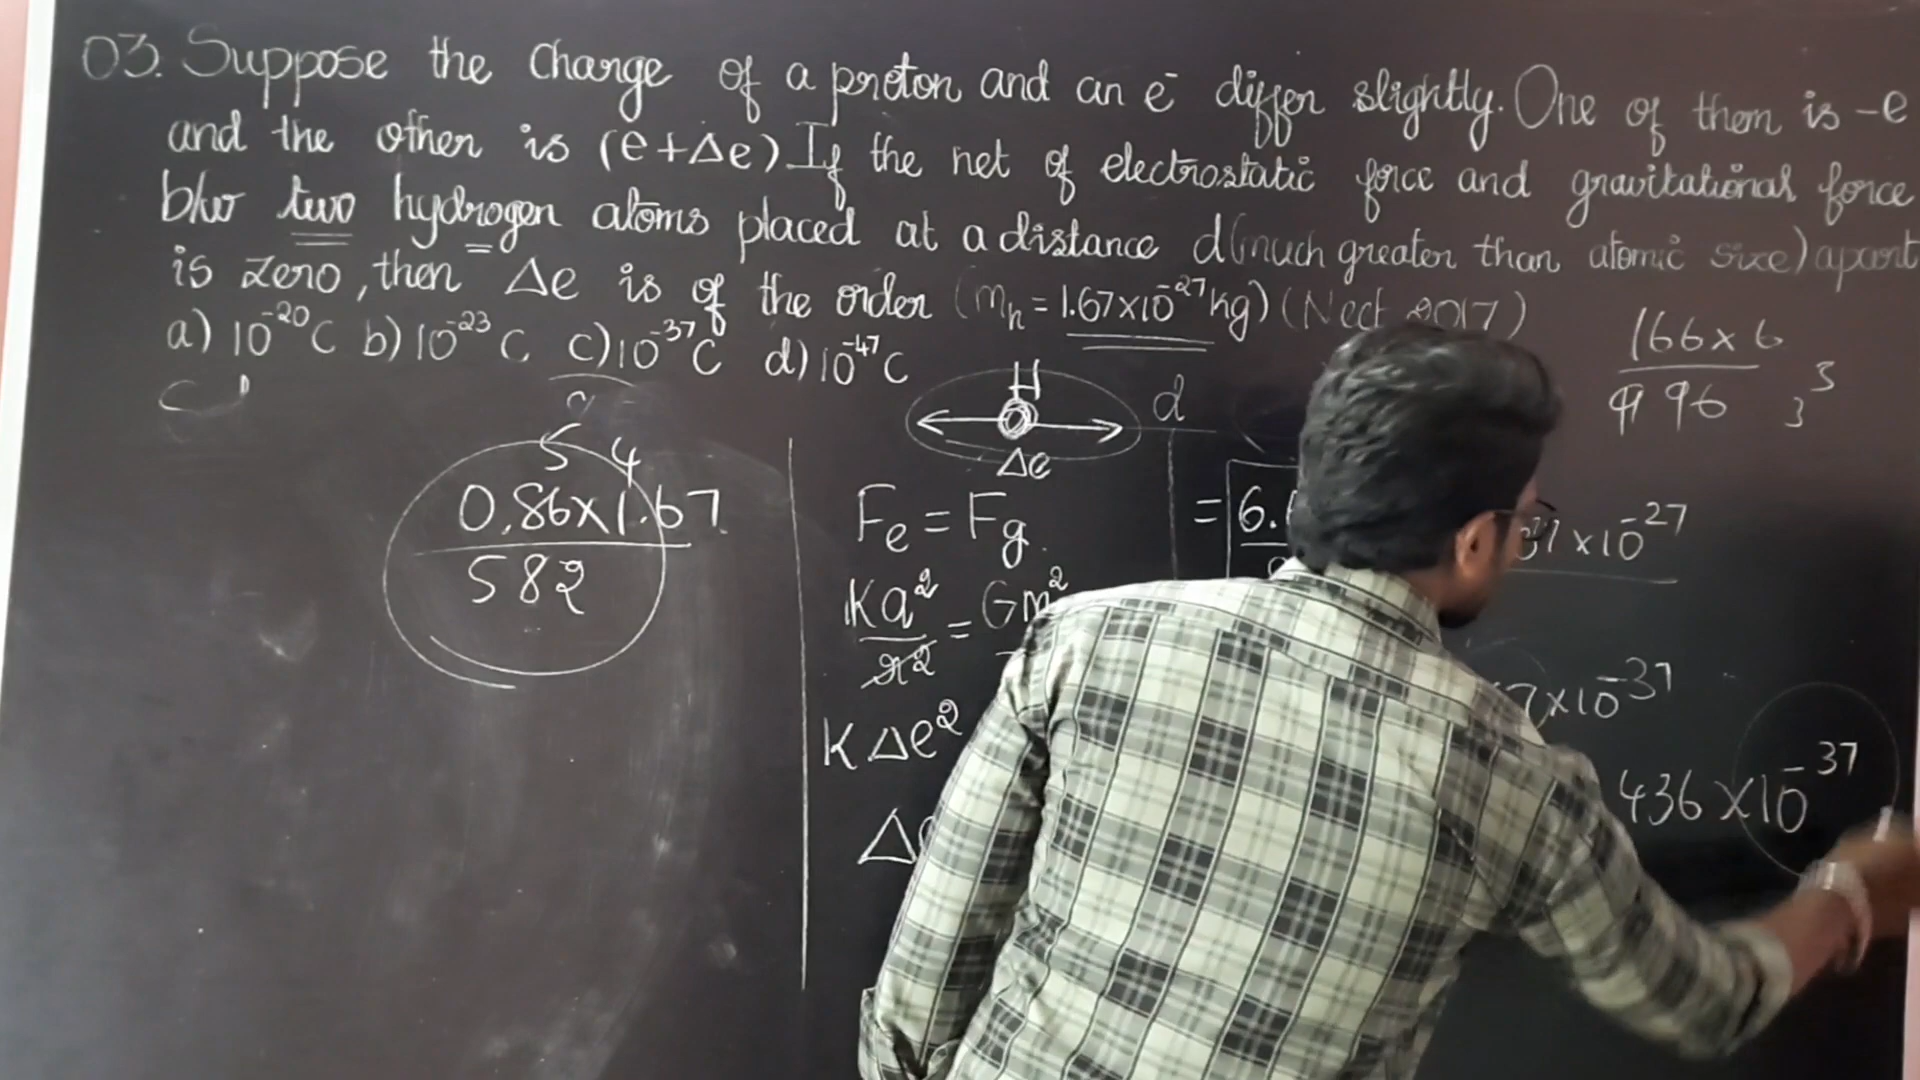 03. Suppose the charge of a proton and an e⁻ differ slightly. One of them is -e
and the other is (e+Δe) If the net of electrostatic force and gravitational force
b/w two hydrogen atoms placed at a distance d(much greater than atomic size) apart
is zero, then Δe is of the order (mₕ = 1.67×10⁻²⁷kg) (Neet 2017)
a) 10⁻²⁰C b) 10⁻²³C c) 10⁻³⁷C d) 10⁻⁴⁷C
166×6
996
5 4
0.86×1.67
582
H
d
Δe
Fe = Fg
Kq²/r² = Gm²
KΔe²
= 6.
×10⁻²⁷
7×10⁻³⁷
436×10⁻³⁷